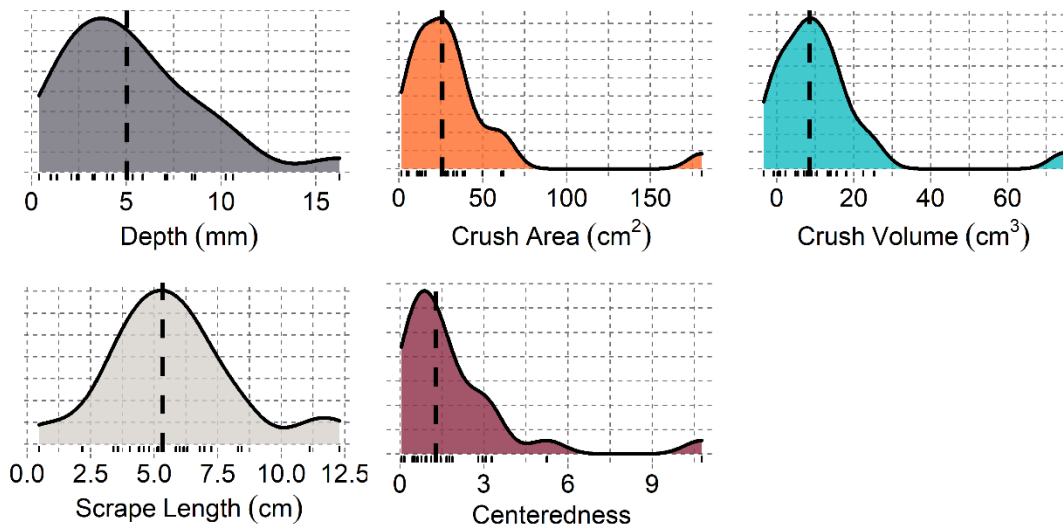 0 5 10 15
Depth (mm)
0 50 100 150
Crush Area (cm²)
0 20 40 60
Crush Volume (cm³)
0.0 2.5 5.0 7.5 10.0 12.5
Scrape Length (cm)
0 3 6 9
Centeredness